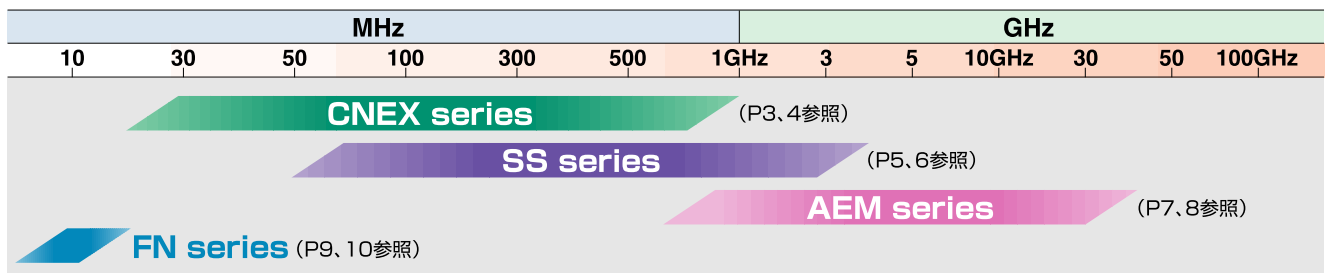 MHz GHz
10 30 50 100 300 500 1GHz 3 5 10GHz 30 50 100GHz
CNEX series (P3、4参照)
SS series (P5、6参照)
AEM series (P7、8参照)
FN series (P9、10参照)